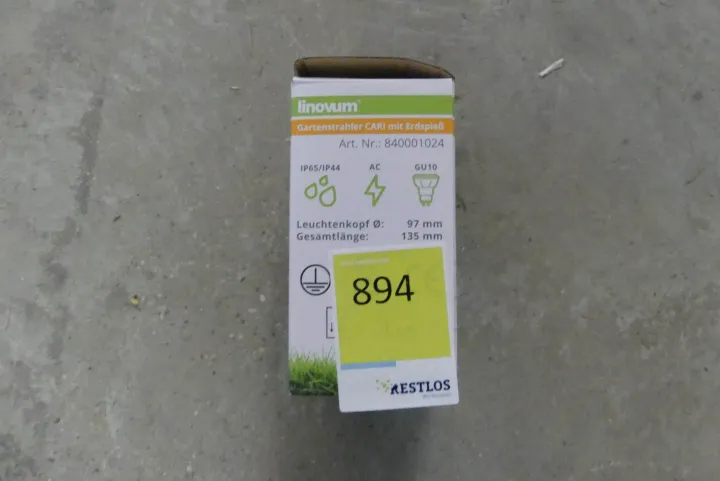 linovum
Gartenstrahler CARI mit Erdspieß
Art. Nr.: 840001024
IP65/IP44 AC GU10
Leuchtenkopf Ø: 97 mm
Gesamtlänge: 135 mm
894
RESTLOS